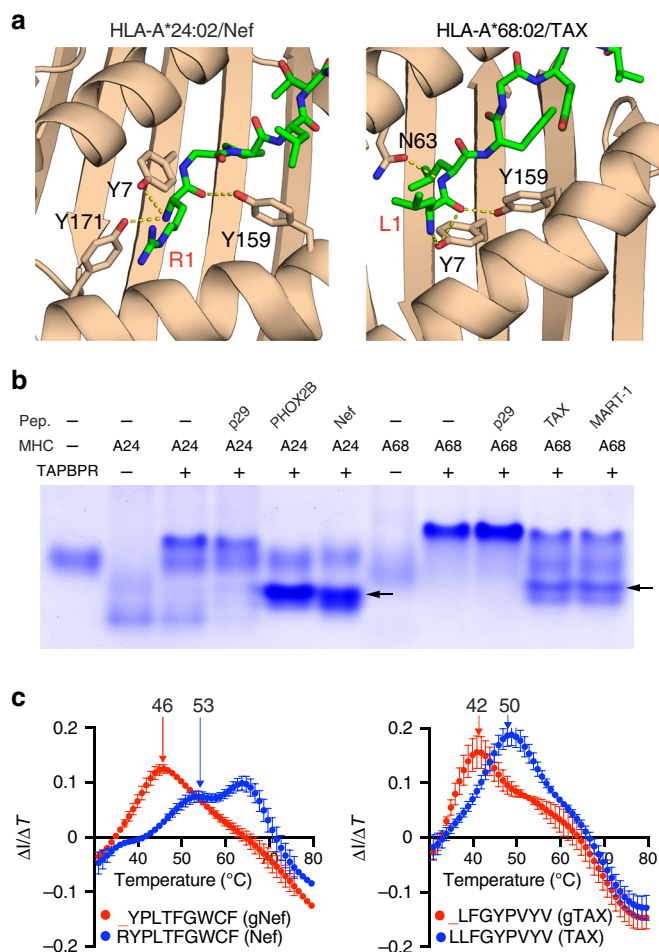 a
HLA-A*24:02/Nef
HLA-A*68:02/TAX
Y7
Y171
R1
Y159
N63
Y159
L1
Y7
b
Pep. – – – p29 PHOX2B Nef – – p29 TAX MART-1
MHC – A24 A24 A24 A24 A24 A68 A68 A68 A68 A68
TAPBPR + – + + + + – + + + +
c
46 53
ΔI/ΔT
0.2
0.1
0
–0.1
–0.2
40 50 60 70 80
Temperature (°C)
_YPLTFGWCF (gNef)
RYPLTFGWCF (Nef)
42 50
ΔI/ΔT
0.2
0.1
0
–0.1
–0.2
40 50 60 70 80
Temperature (°C)
_LFGYPVYV (gTAX)
LLFGYPVYV (TAX)